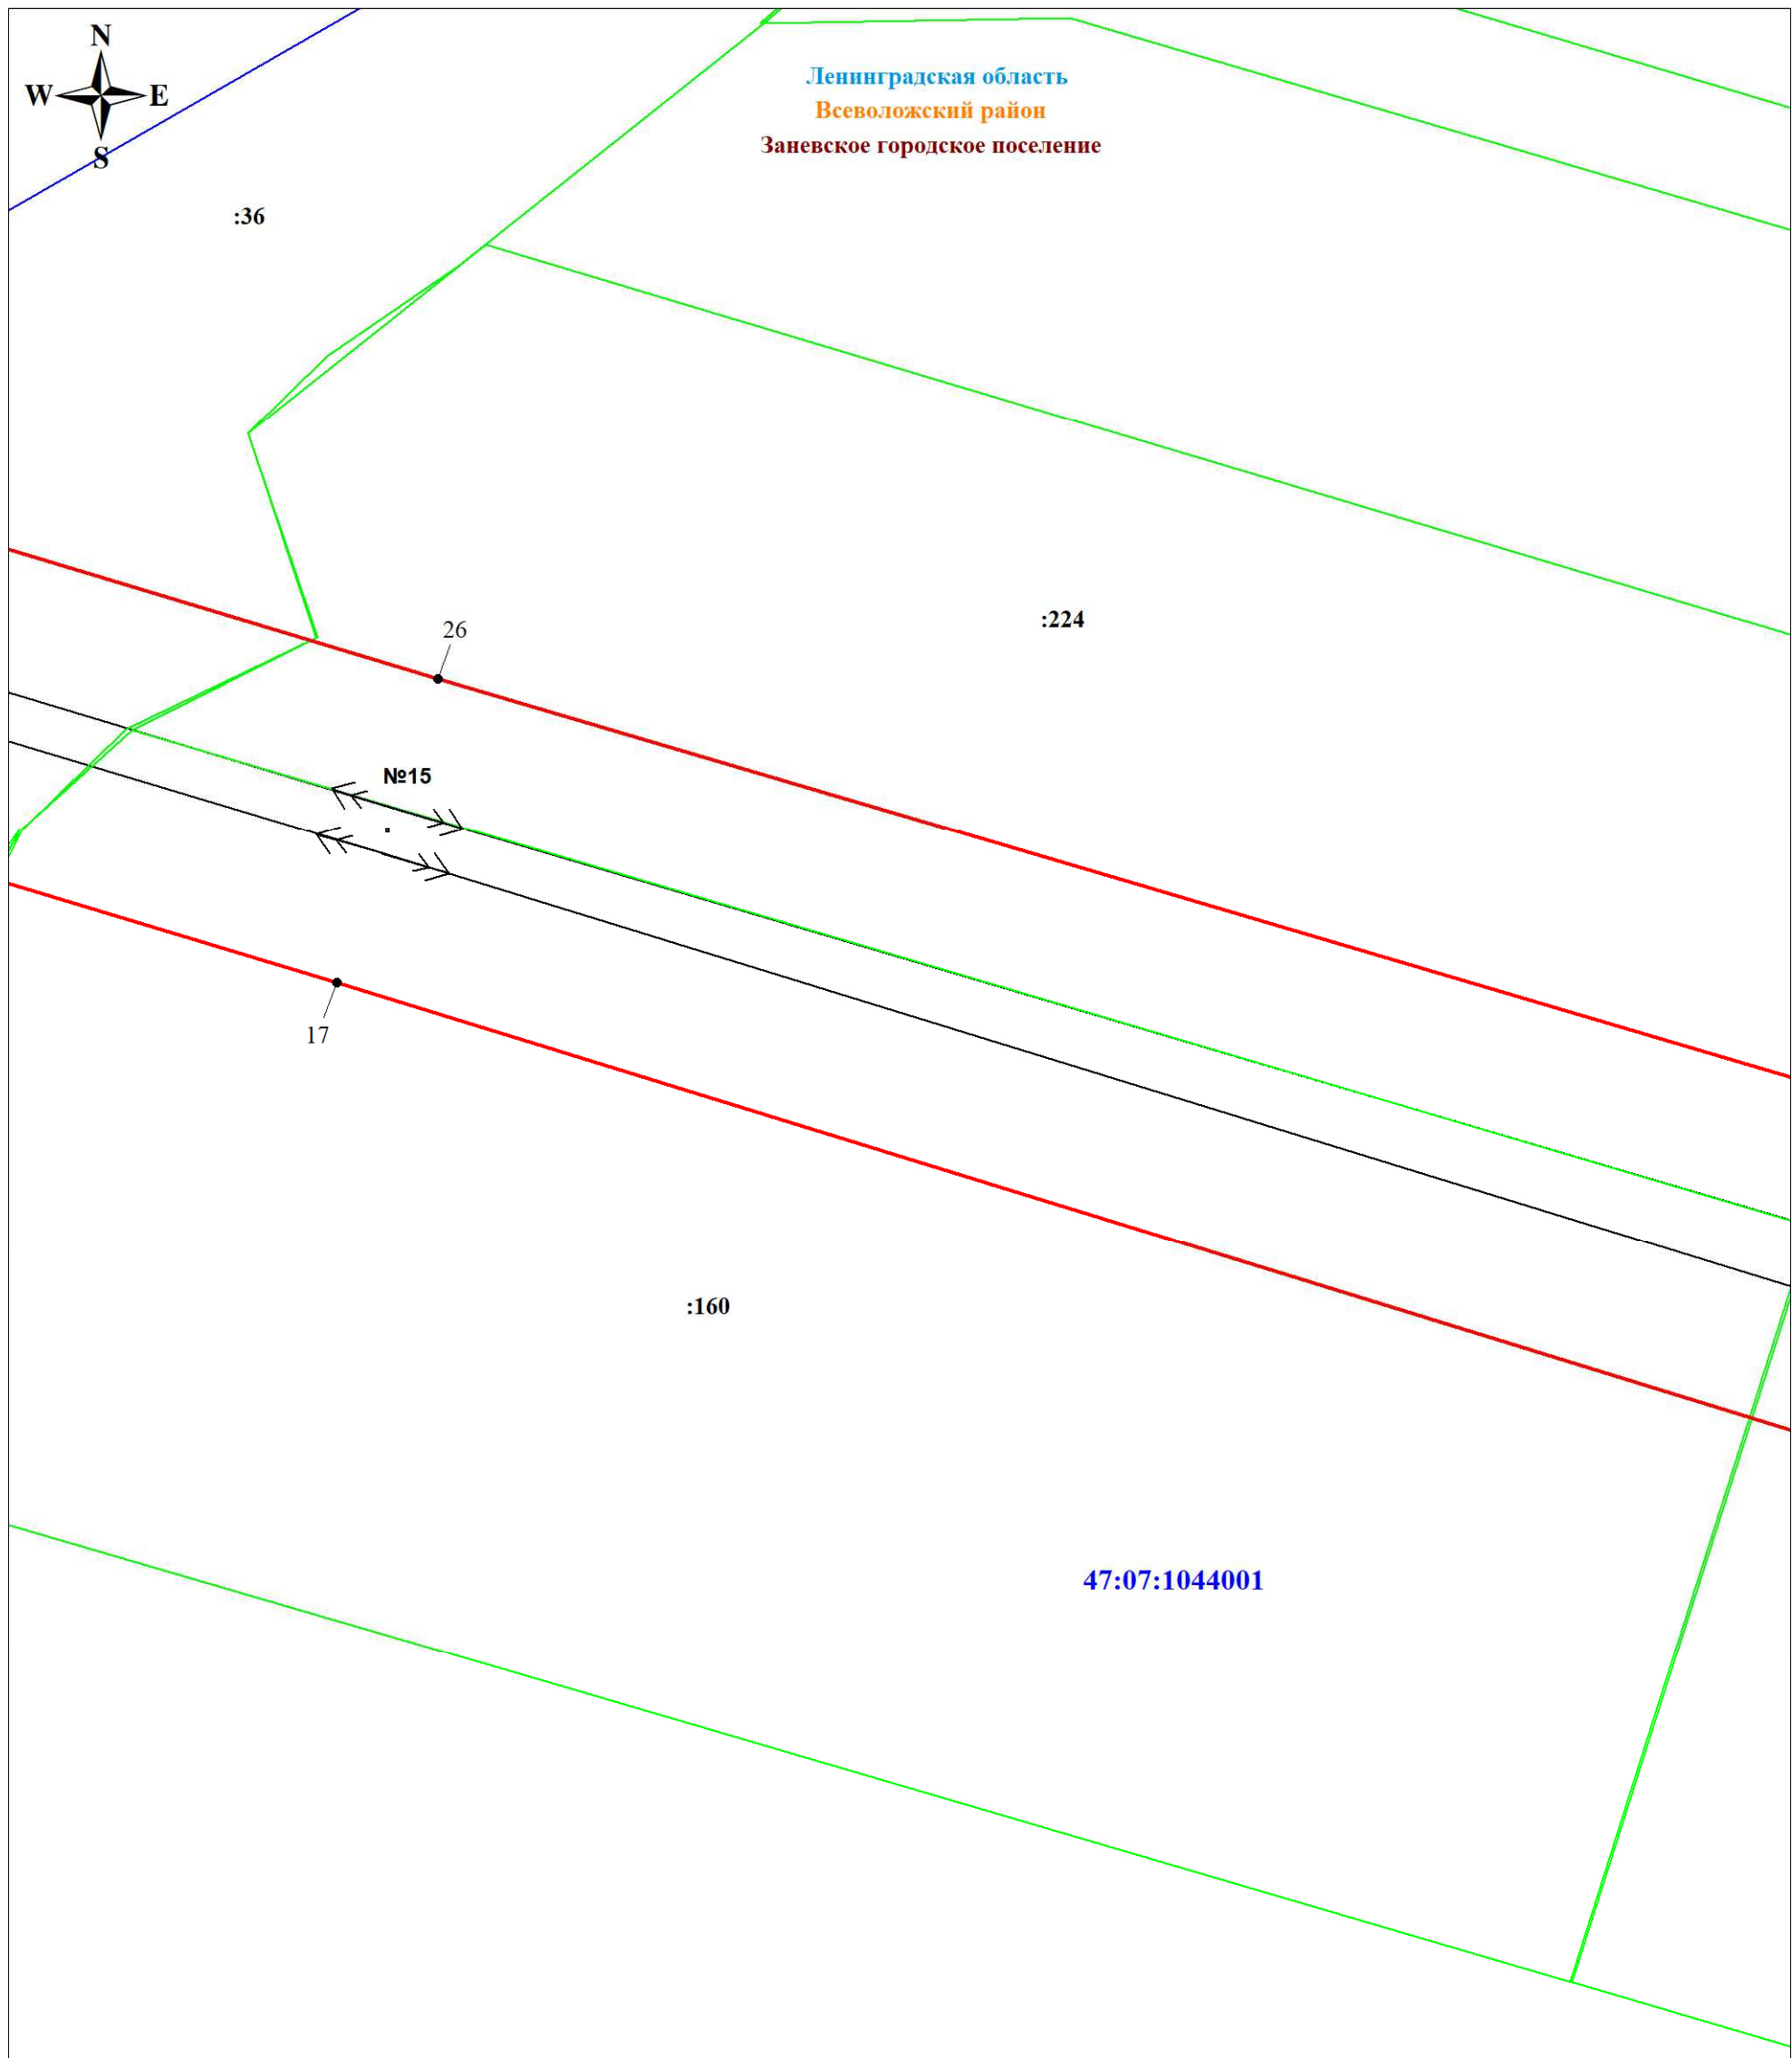 N
W E
S
Ленинградская область
Всеволожский район
Заневское городское поселение
:36
:224
26
№15
17
:160
47:07:1044001